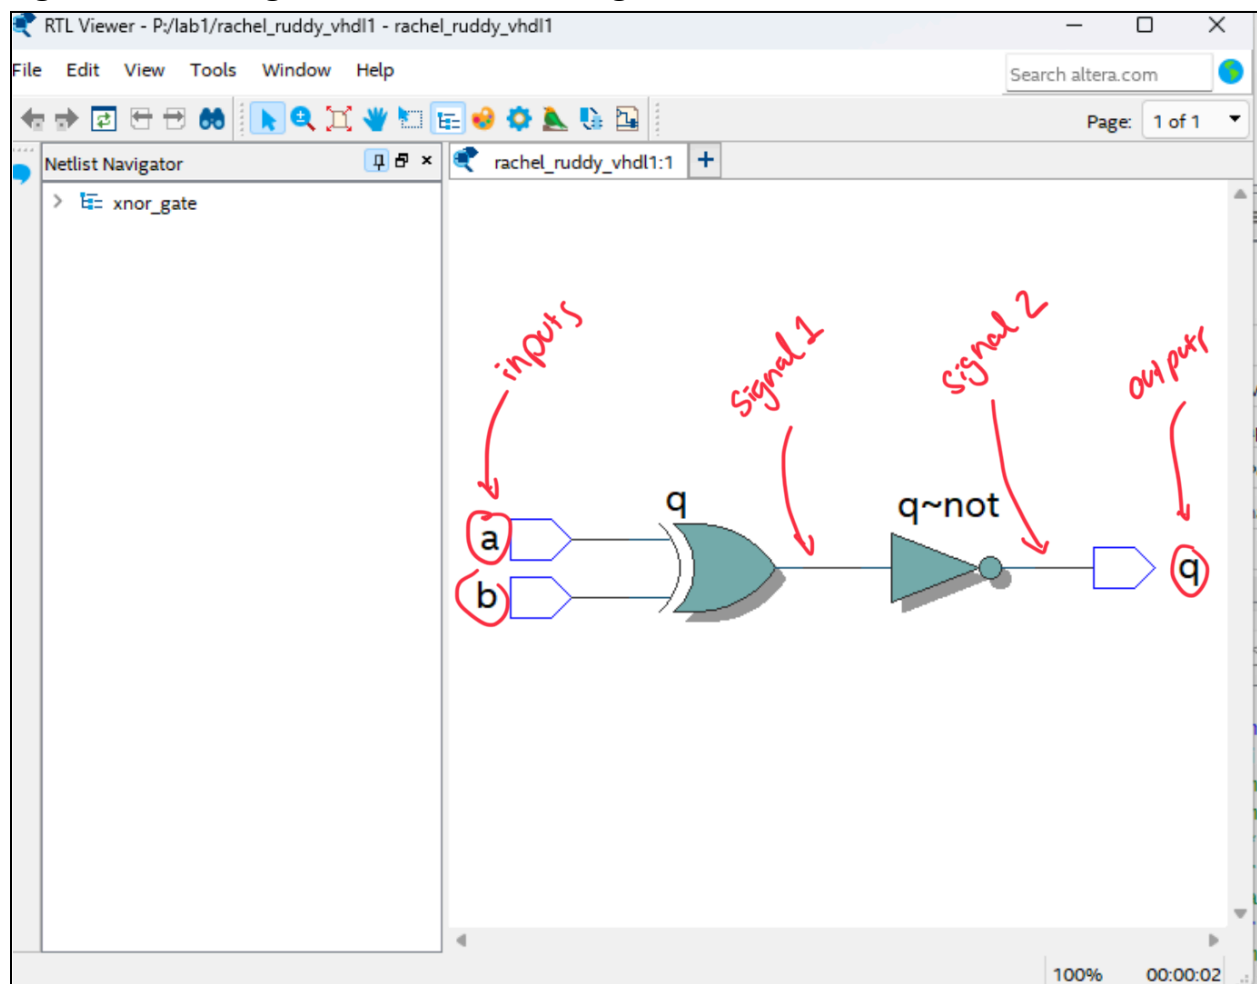 RTL Viewer - P:/lab1/rachel_ruddy_vhdl1 - rachel_ruddy_vhdl1
File Edit View Tools Window Help
Search altera.com
Page: 1 of 1
Netlist Navigator
rachel_ruddy_vhdl1:1
xnor_gate
inputs
signal 1
signal 2
outputs
q
q~not
a
q
b
100% 00:00:02